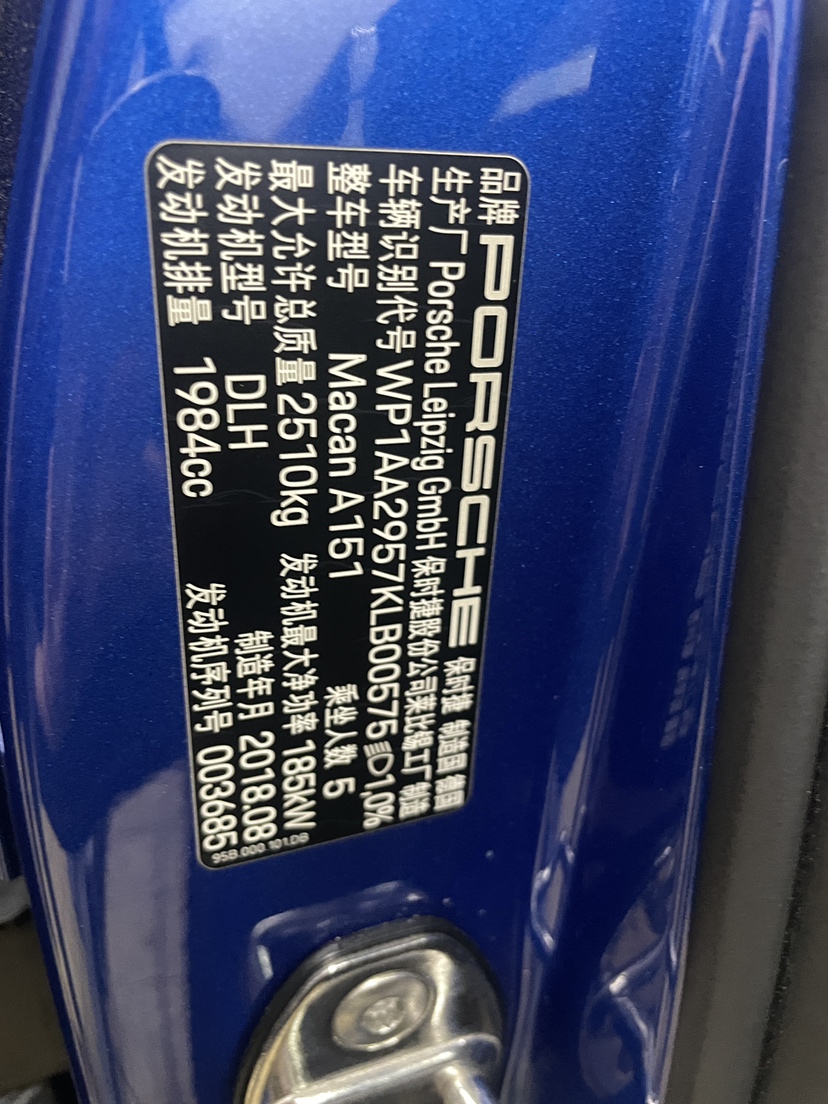 品牌 PORSCHE 保时捷 制造国 德国
生产厂 Porsche Leipzig GmbH 保时捷股份公司莱比锡工厂 制造
车辆识别代号 WP1AA2957KLB00575 1,0%
整车型号 Macan A151 乘坐人数 5
最大允许总质量 2510kg 发动机最大净功率 185kW
发动机型号 DLH 制造年月 2018.08
发动机排量 1984cc 发动机序列号 003685
95B.000.101.DB